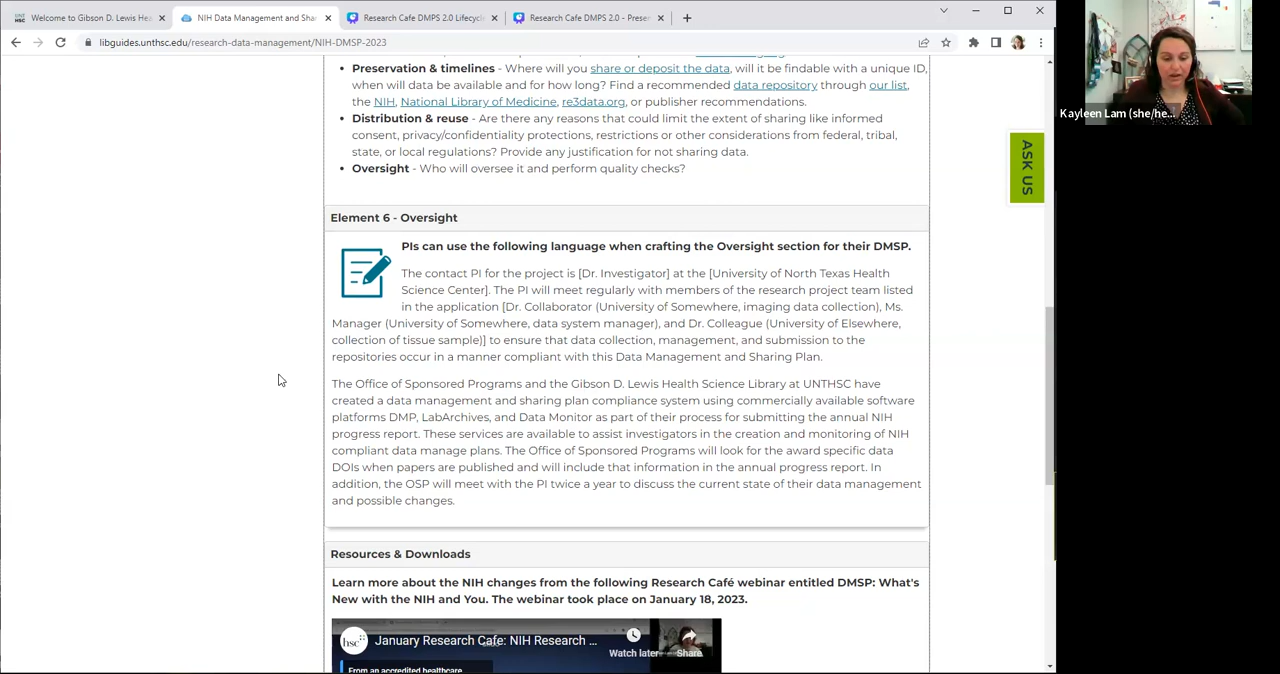 Welcome to Gibson D. Lewis Hea
NIH Data Management and Shar
Research Cafe DMPS 2.0 Lifecycl
Research Cafe DMPS 2.0 - Presen
libguides.unthsc.edu/research-data-management/NIH-DMSP-2023
Kayleen Lam (she/he...
Preservation & timelines - Where will you share or deposit the data, will it be findable with a unique ID,
when will data be available and for how long? Find a recommended data repository through our list,
the NIH, National Library of Medicine, re3data.org, or publisher recommendations.
Distribution & reuse - Are there any reasons that could limit the extent of sharing like informed
consent, privacy/confidentiality protections, restrictions or other considerations from federal, tribal,
state, or local regulations? Provide any justification for not sharing data.
Oversight - Who will oversee it and perform quality checks?
ASK US
Element 6 - Oversight
PIs can use the following language when crafting the Oversight section for their DMSP.
The contact PI for the project is [Dr. Investigator] at the [University of North Texas Health
Science Center]. The PI will meet regularly with members of the research project team listed
in the application [Dr. Collaborator (University of Somewhere, imaging data collection), Ms.
Manager (University of Somewhere, data system manager), and Dr. Colleague (University of Elsewhere,
collection of tissue sample)] to ensure that data collection, management, and submission to the
repositories occur in a manner compliant with this Data Management and Sharing Plan.
The Office of Sponsored Programs and the Gibson D. Lewis Health Science Library at UNTHSC have
created a data management and sharing plan compliance system using commercially available software
platforms DMP, LabArchives, and Data Monitor as part of their process for submitting the annual NIH
progress report. These services are available to assist investigators in the creation and monitoring of NIH
compliant data manage plans. The Office of Sponsored Programs will look for the award specific data
DOIs when papers are published and will include that information in the annual progress report. In
addition, the OSP will meet with the PI twice a year to discuss the current state of their data management
and possible changes.
Resources & Downloads
Learn more about the NIH changes from the following Research Café webinar entitled DMSP: What's
New with the NIH and You. The webinar took place on January 18, 2023.
hsc
January Research Cafe: NIH Research ...
Watch later
Share
From an accredited healthcare